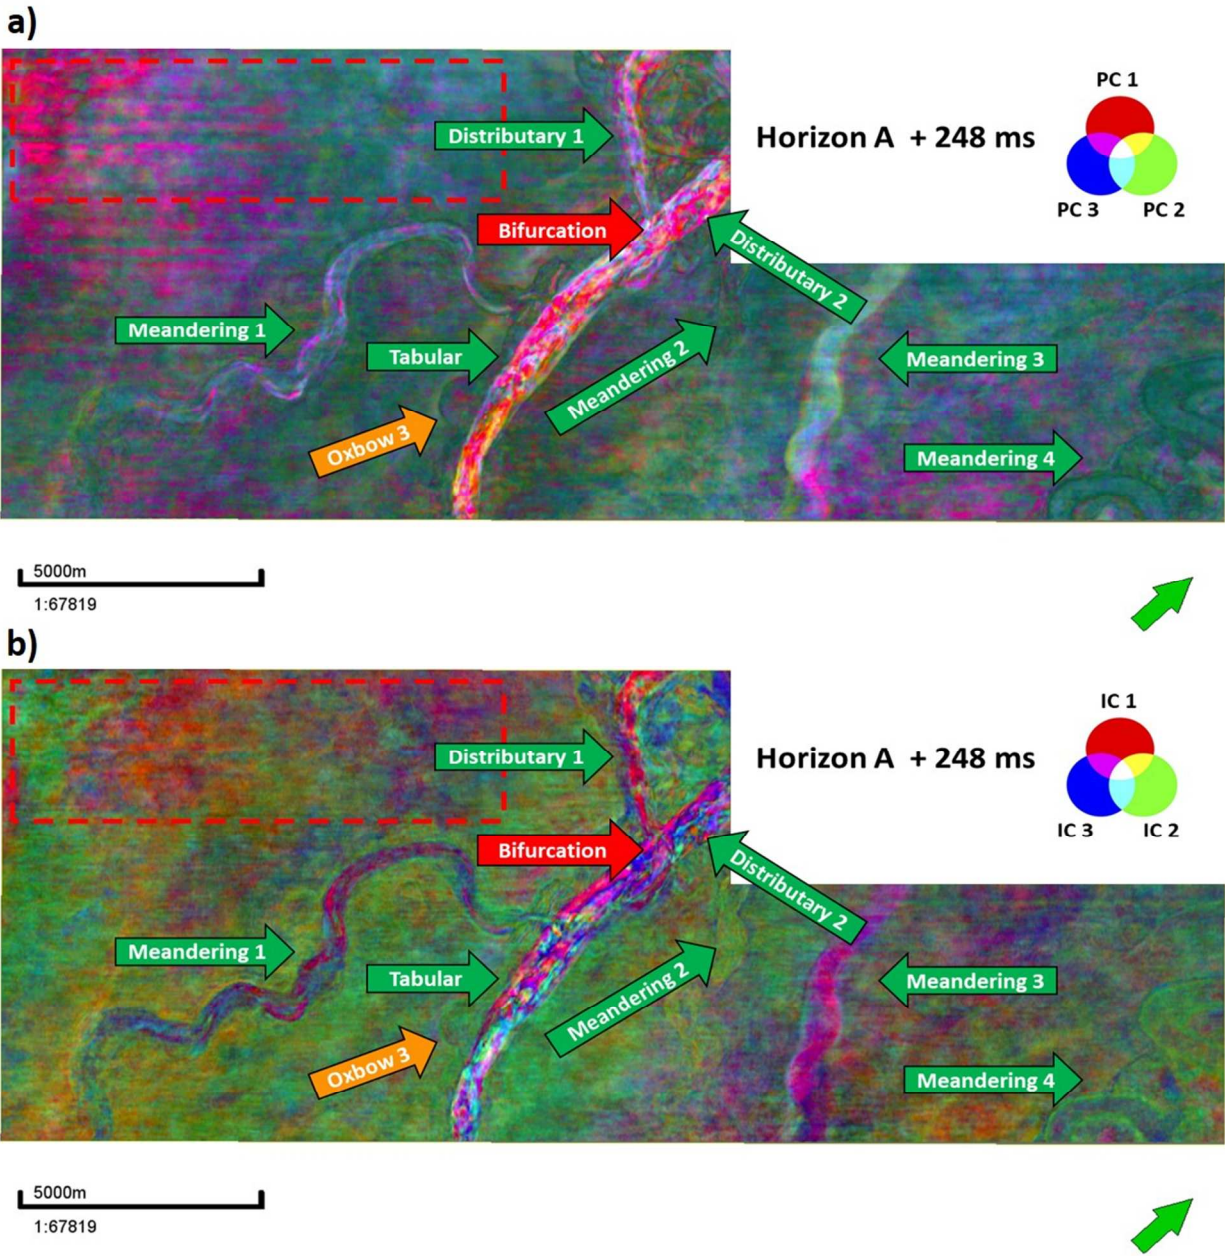 a)
PC 1
Distributary 1
Horizon A + 248 ms
PC 3 PC 2
Bifurcation
Distributary 2
Meandering 1
Tabular
Meandering 2
Meandering 3
Oxbow 3
Meandering 4
5000m
1:67819
b)
IC 1
Distributary 1
Horizon A + 248 ms
IC 3 IC 2
Bifurcation
Distributary 2
Meandering 1
Tabular
Meandering 2
Meandering 3
Oxbow 3
Meandering 4
5000m
1:67819